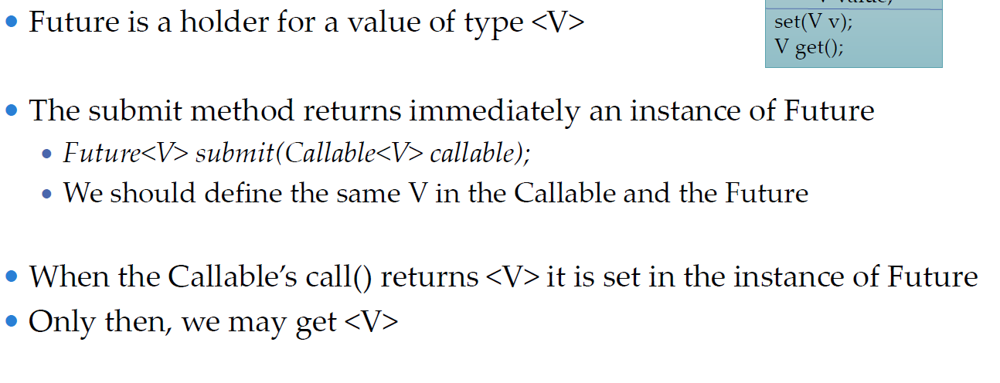 Future is a holder for a value of type <V>
set(V v);
V get();
The submit method returns immediately an instance of Future
Future<V> submit(Callable<V> callable);
We should define the same V in the Callable and the Future
When the Callable’s call() returns <V> it is set in the instance of Future
Only then, we may get <V>